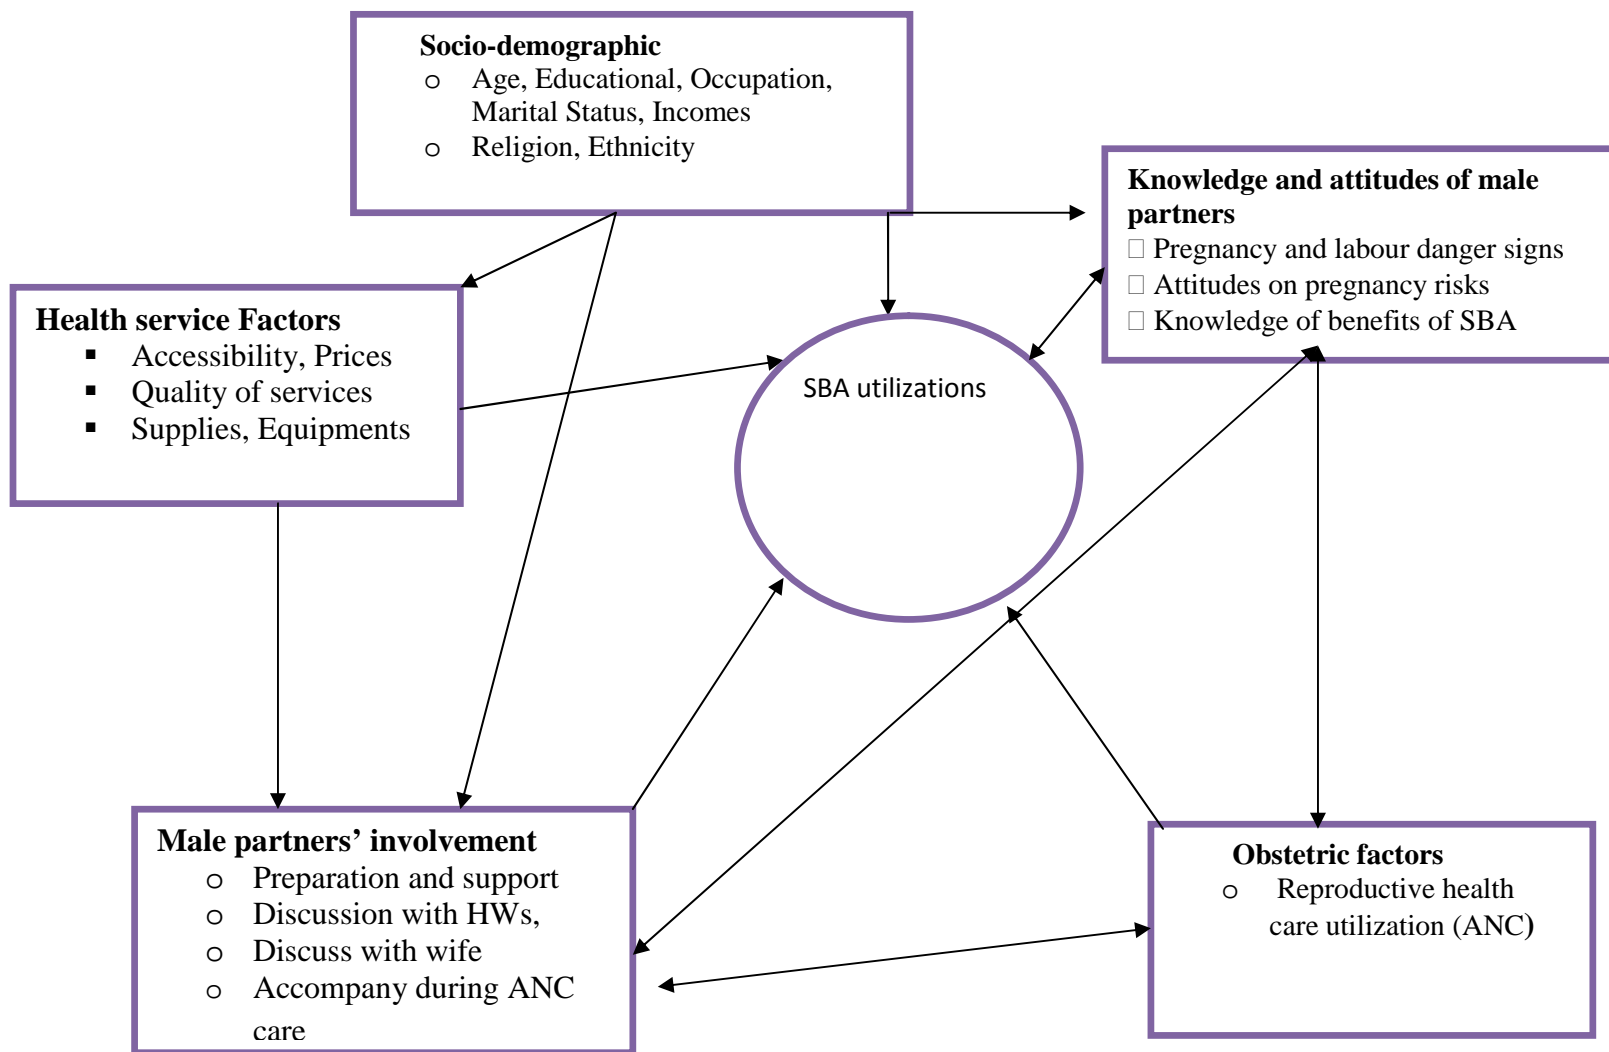 Socio-demographic
o Age, Educational, Occupation,
Marital Status, Incomes
o Religion, Ethnicity
Knowledge and attitudes of male
partners
□ Pregnancy and labour danger signs
□ Attitudes on pregnancy risks
□ Knowledge of benefits of SBA
Health service Factors
▪ Accessibility, Prices
▪ Quality of services
▪ Supplies, Equipments
SBA utilizations
Male partners’ involvement
o Preparation and support
o Discussion with HWs,
o Discuss with wife
o Accompany during ANC
care
Obstetric factors
o Reproductive health
care utilization (ANC)